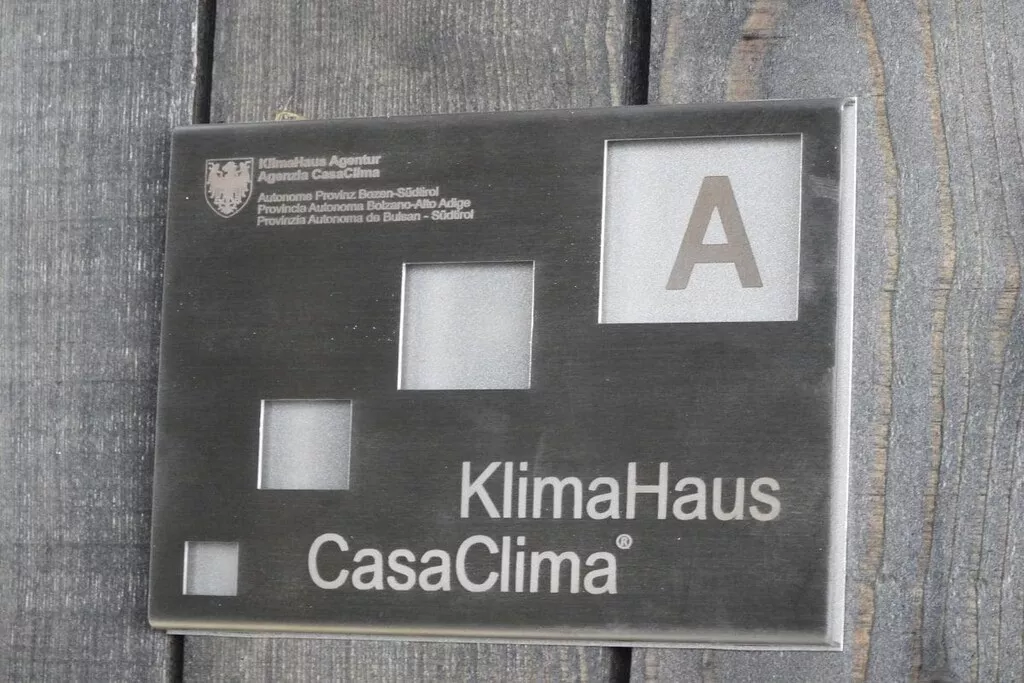 KlimaHaus Agentur
Agenzia CasaClima
Autonome Provinz Bozen-Südtirol
Provincia Autonoma Bolzano-Alto Adige
Provinzia Autonoma de Bulsan - Südtirol
A
KlimaHaus
CasaClima®